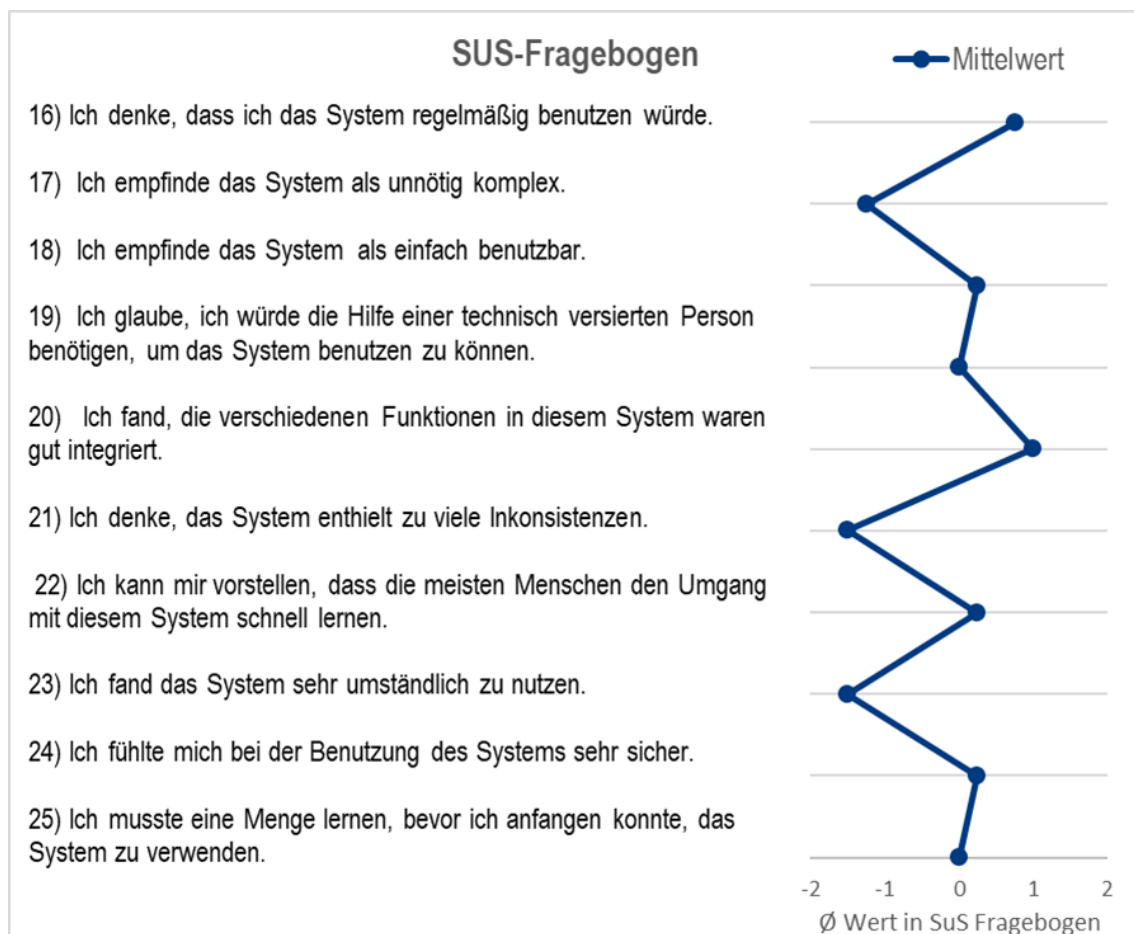 SUS-Fragebogen
Mittelwert
16) Ich denke, dass ich das System regelmäßig benutzen würde.
17) Ich empfinde das System als unnötig komplex.
18) Ich empfinde das System als einfach benutzbar.
19) Ich glaube, ich würde die Hilfe einer technisch versierten Person
benötigen, um das System benutzen zu können.
20) Ich fand, die verschiedenen Funktionen in diesem System waren
gut integriert.
21) Ich denke, das System enthielt zu viele Inkonsistenzen.
22) Ich kann mir vorstellen, dass die meisten Menschen den Umgang
mit diesem System schnell lernen.
23) Ich fand das System sehr umständlich zu nutzen.
24) Ich fühlte mich bei der Benutzung des Systems sehr sicher.
25) Ich musste eine Menge lernen, bevor ich anfangen konnte, das
System zu verwenden.
-2 -1 0 1 2
Ø Wert in SuS Fragebogen